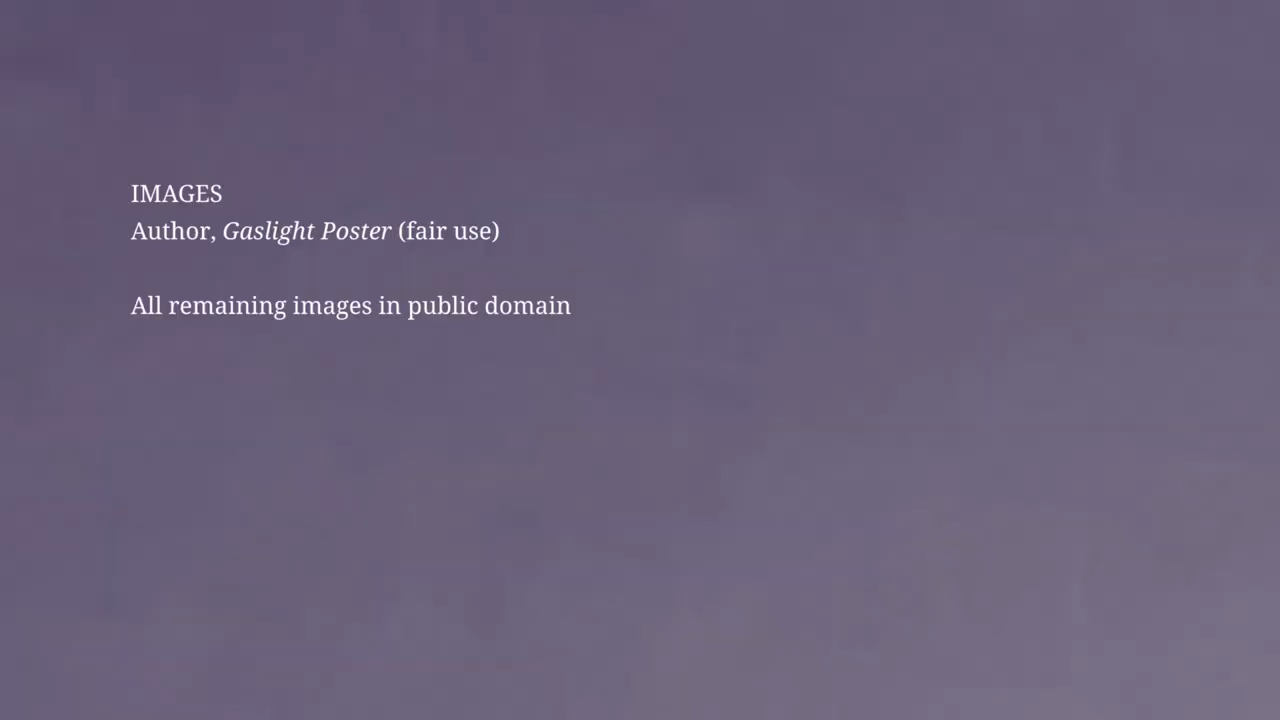 IMAGES
Author, Gaslight Poster (fair use)
All remaining images in public domain